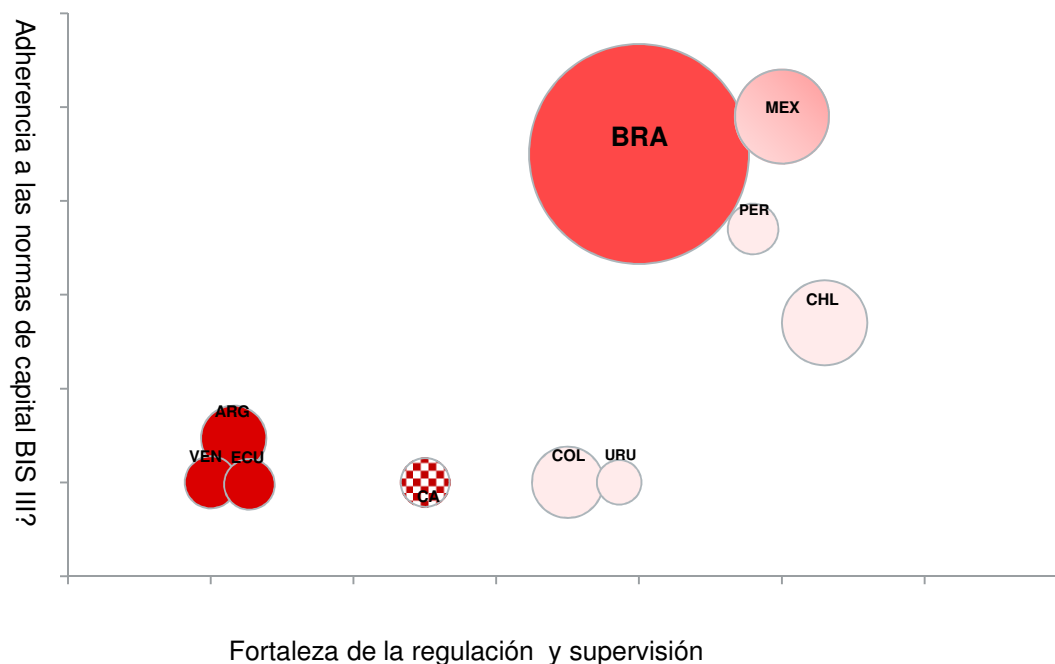 Adherencia a las normas de capital BIS III?
BRA
MEX
PER
CHL
ARG
VEN
ECU
CA
COL
URU
Fortaleza de la regulación y supervisión